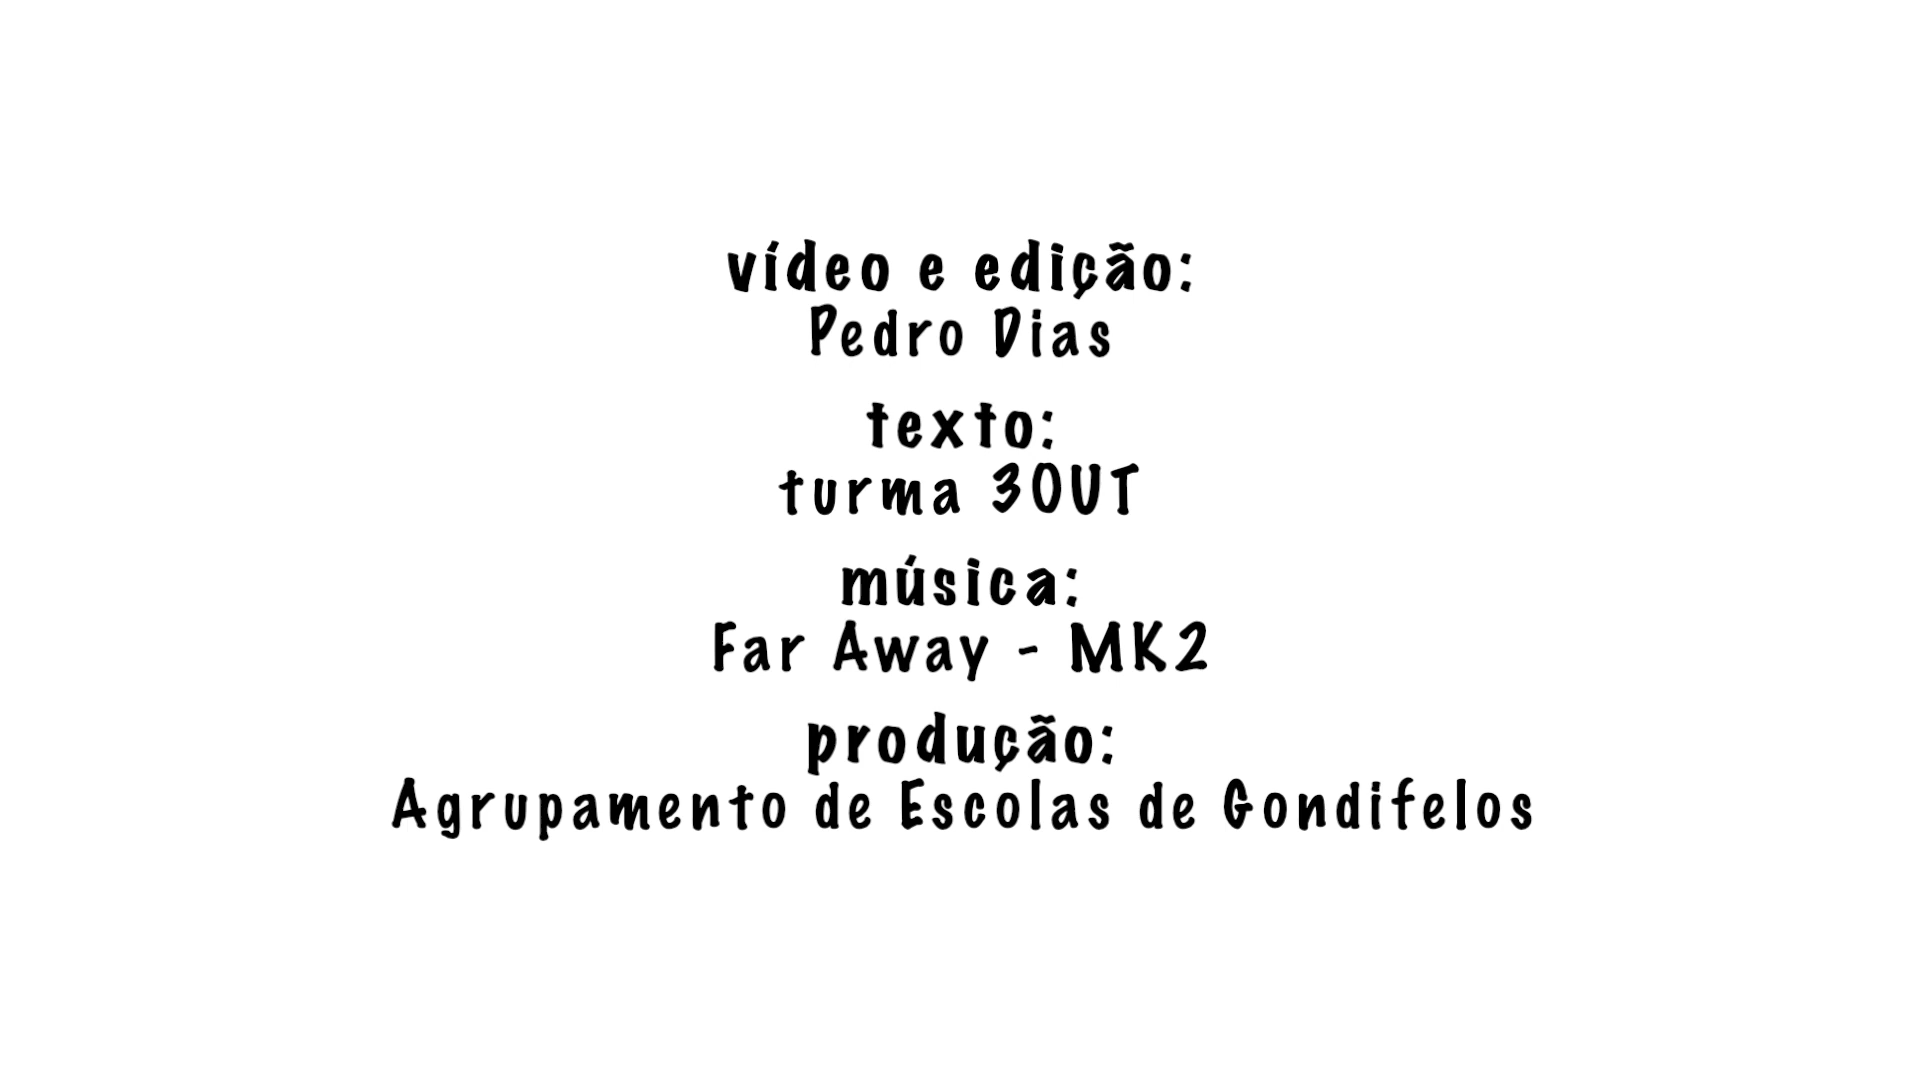 vídeo e edição:
Pedro Dias
texto:
turma 3OUT
música:
Far Away - MK2
produção:
Agrupamento de Escolas de Gondifelos